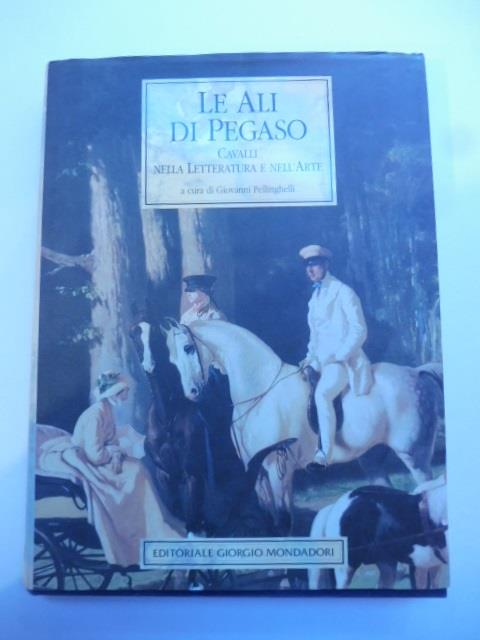 LE ALI
DI PEGASO
CAVALLI
NELLA LETTERATURA E NELL'ARTE
a cura di Giovanni Pellinghelli
EDITORIALE GIORGIO MONDADORI